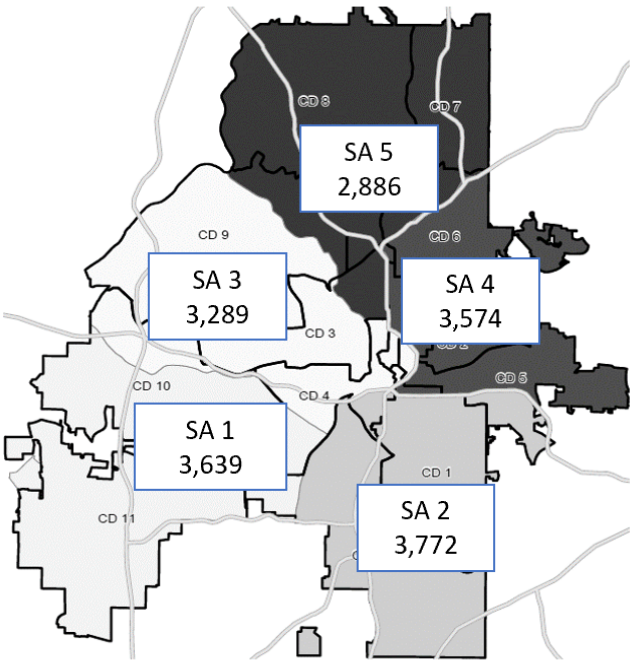 CD 8
CD 7
SA 5
2,886
CD 9
CD 6
SA 3
3,289
SA 4
3,574
CD 3
CD 10
CD 5
CD 4
SA 1
3,639
CD 1
SA 2
3,772
CD 11